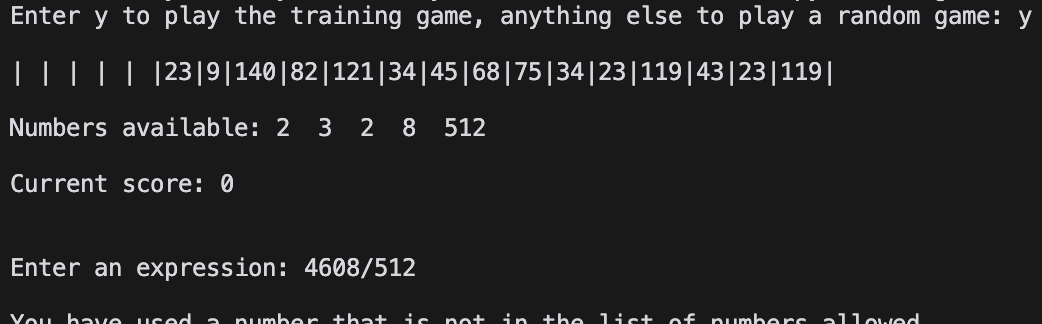 Enter y to play the training game, anything else to play a random game: y
| | | | | |23|9|140|82|121|34|45|68|75|34|23|119|43|23|119|
Numbers available: 2  3  2  8  512
Current score: 0
Enter an expression: 4608/512
You have used a number that is not in the list of numbers allowed